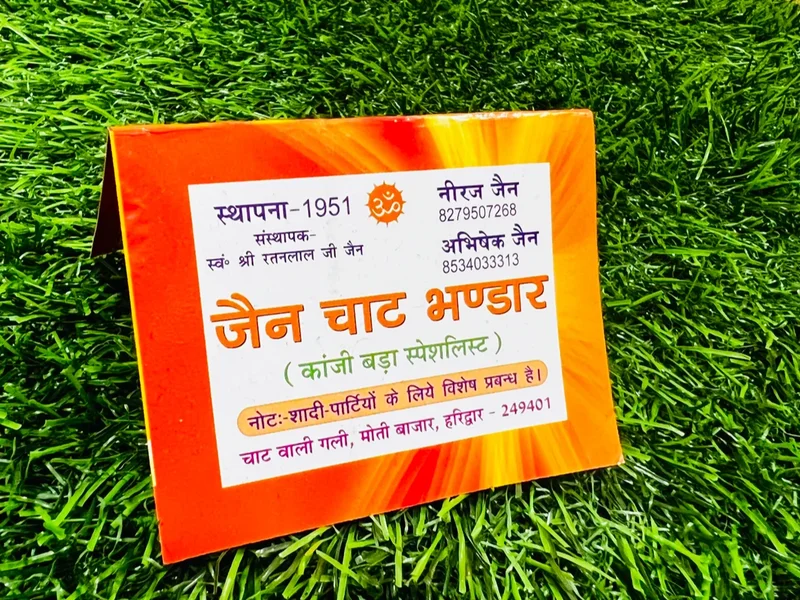 स्थापना-1951
संस्थापक-
स्वं॰ श्री रतनलाल जी जैन
ॐ
नीरज जैन
8279507268
अभिषेक जैन
8534033313
जैन चाट भण्डार
( कांजी बड़ा स्पेशलिस्ट )
नोटः-शादी-पार्टियों के लिये विशेष प्रबन्ध है।
चाट वाली गली, मोती बाजार, हरिद्वार - 249401